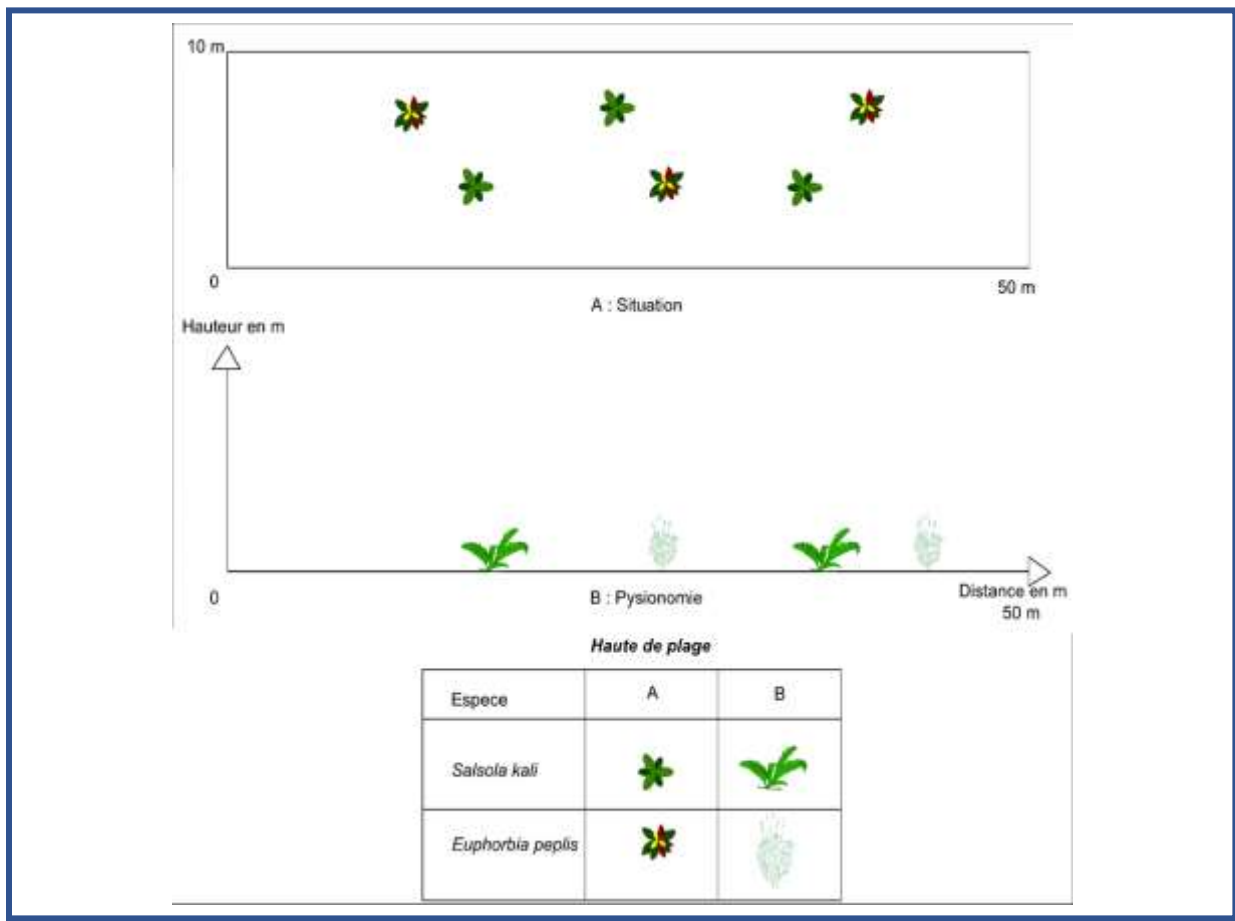 10 m
0
50 m
A : Situation
Hauteur en m
0
B : Pysionomie
Distance en m
50 m
Haute de plage
Espece A B
Salsola kali
Euphorbia peplis